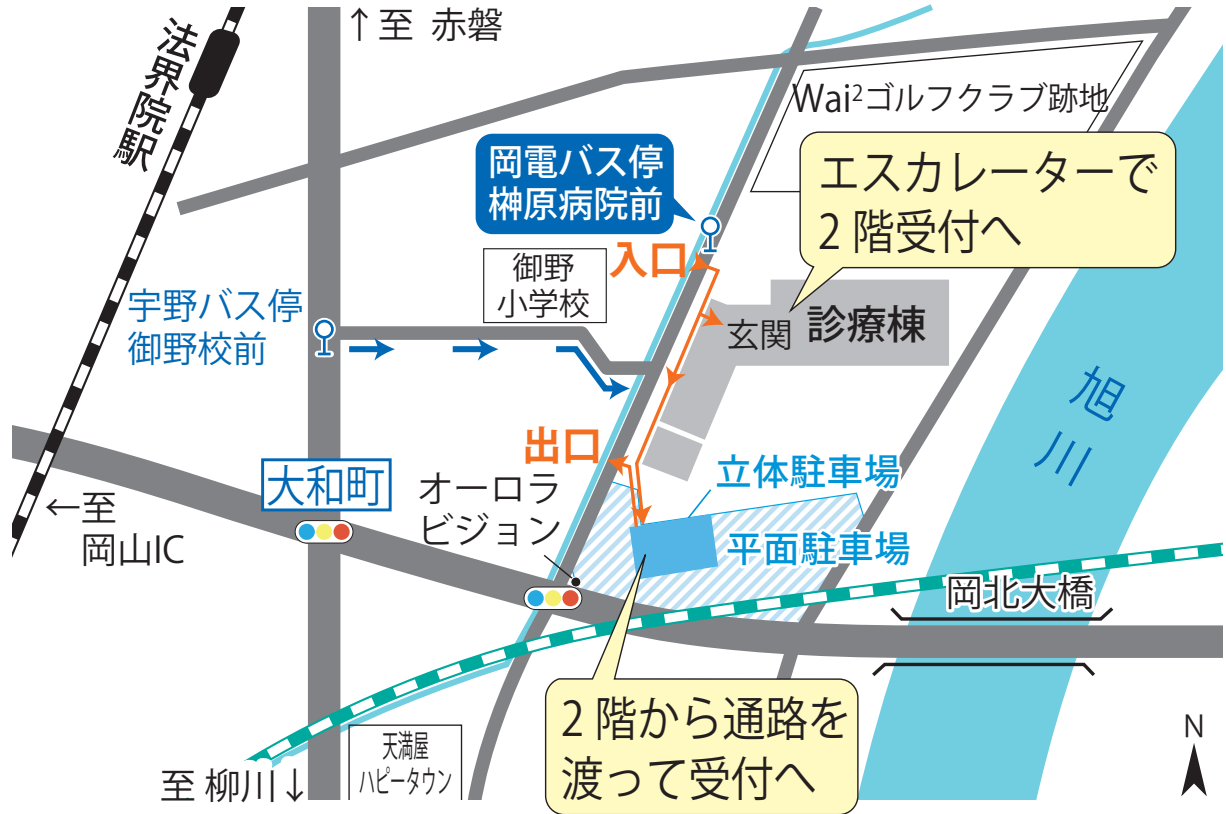 ↑至 赤磐
法界院駅
Wai²ゴルフクラブ跡地
岡電バス停
榊原病院前
エスカレーターで
2階受付へ
入口
御野
小学校
宇野バス停
御野校前
玄関
診療棟
旭川
出口
大和町
オーロラ
ビジョン
立体駐車場
平面駐車場
←至
岡山IC
岡北大橋
2階から通路を
渡って受付へ
N
天満屋
ハピータウン
至 柳川↓